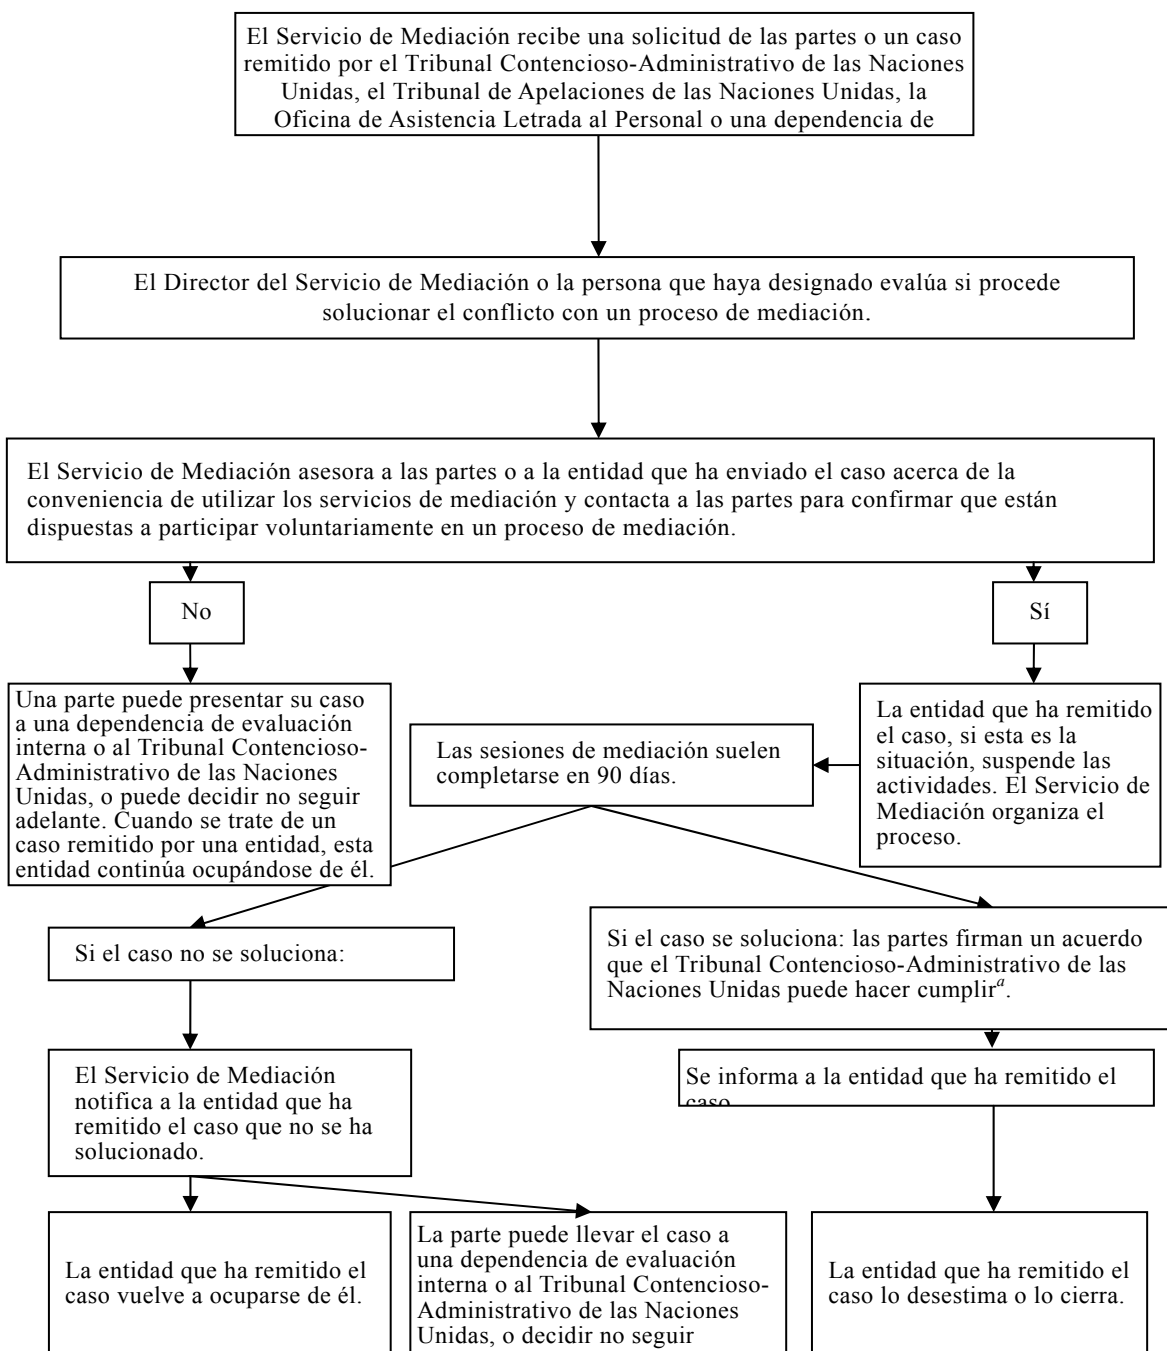 El Servicio de Mediación recibe una solicitud de las partes o un caso
remitido por el Tribunal Contencioso-Administrativo de las Naciones
Unidas, el Tribunal de Apelaciones de las Naciones Unidas, la
Oficina de Asistencia Letrada al Personal o una dependencia de
El Director del Servicio de Mediación o la persona que haya designado evalúa si procede
solucionar el conflicto con un proceso de mediación.
El Servicio de Mediación asesora a las partes o a la entidad que ha enviado el caso acerca de la
conveniencia de utilizar los servicios de mediación y contacta a las partes para confirmar que están
dispuestas a participar voluntariamente en un proceso de mediación.
No
Sí
Una parte puede presentar su caso
a una dependencia de evaluación
interna o al Tribunal Contencioso-
Administrativo de las Naciones
Unidas, o puede decidir no seguir
adelante. Cuando se trate de un
caso remitido por una entidad, esta
entidad continúa ocupándose de él.
Las sesiones de mediación suelen
completarse en 90 días.
La entidad que ha remitido
el caso, si esta es la
situación, suspende las
actividades. El Servicio de
Mediación organiza el
proceso.
Si el caso no se soluciona:
Si el caso se soluciona: las partes firman un acuerdo
que el Tribunal Contencioso-Administrativo de las
Naciones Unidas puede hacer cumplir^a.
El Servicio de Mediación
notifica a la entidad que ha
remitido el caso que no se ha
solucionado.
Se informa a la entidad que ha remitido el
caso
La entidad que ha remitido el
caso vuelve a ocuparse de él.
La parte puede llevar el caso a
una dependencia de evaluación
interna o al Tribunal Contencioso-
Administrativo de las Naciones
Unidas, o decidir no seguir
La entidad que ha remitido el
caso lo desestima o lo cierra.